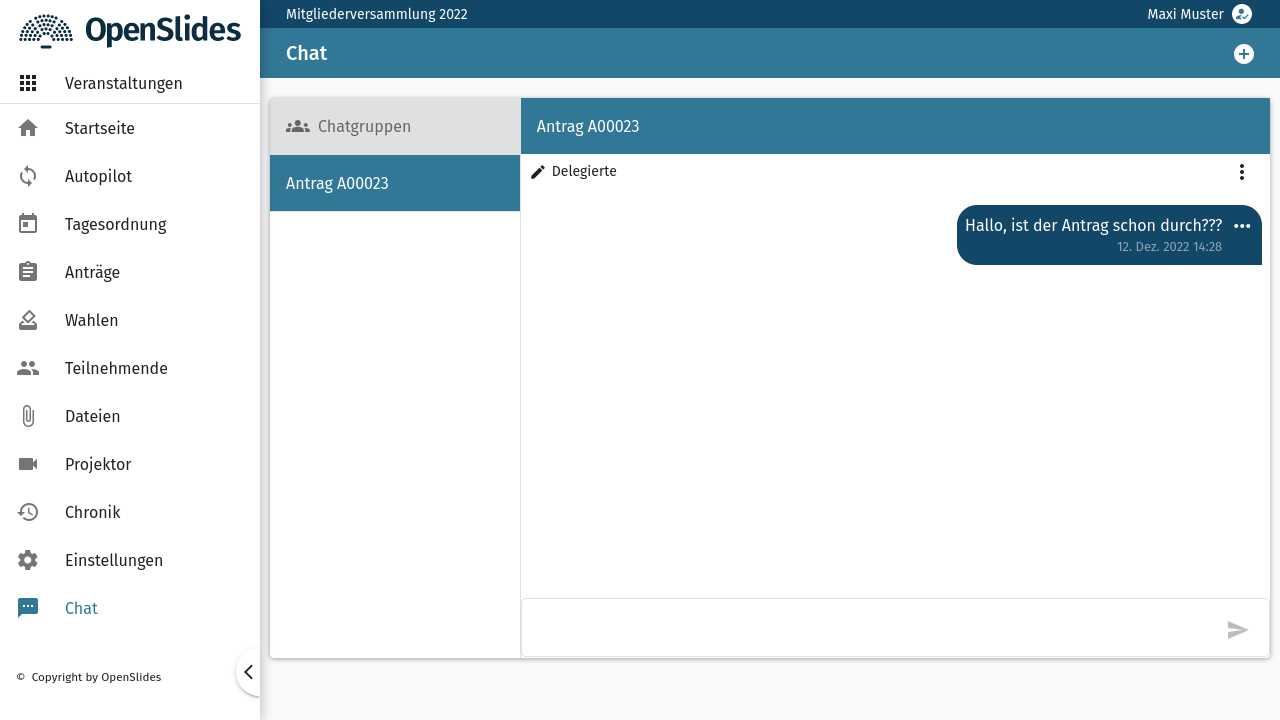 OpenSlides
Mitgliederversammlung 2022
Maxi Muster
Chat
Veranstaltungen
Startseite
Autopilot
Tagesordnung
Anträge
Wahlen
Teilnehmende
Dateien
Projektor
Chronik
Einstellungen
Chat
© Copyright by OpenSlides
Chatgruppen
Antrag A00023
Antrag A00023
Delegierte
Hallo, ist der Antrag schon durch???
12. Dez. 2022 14:28